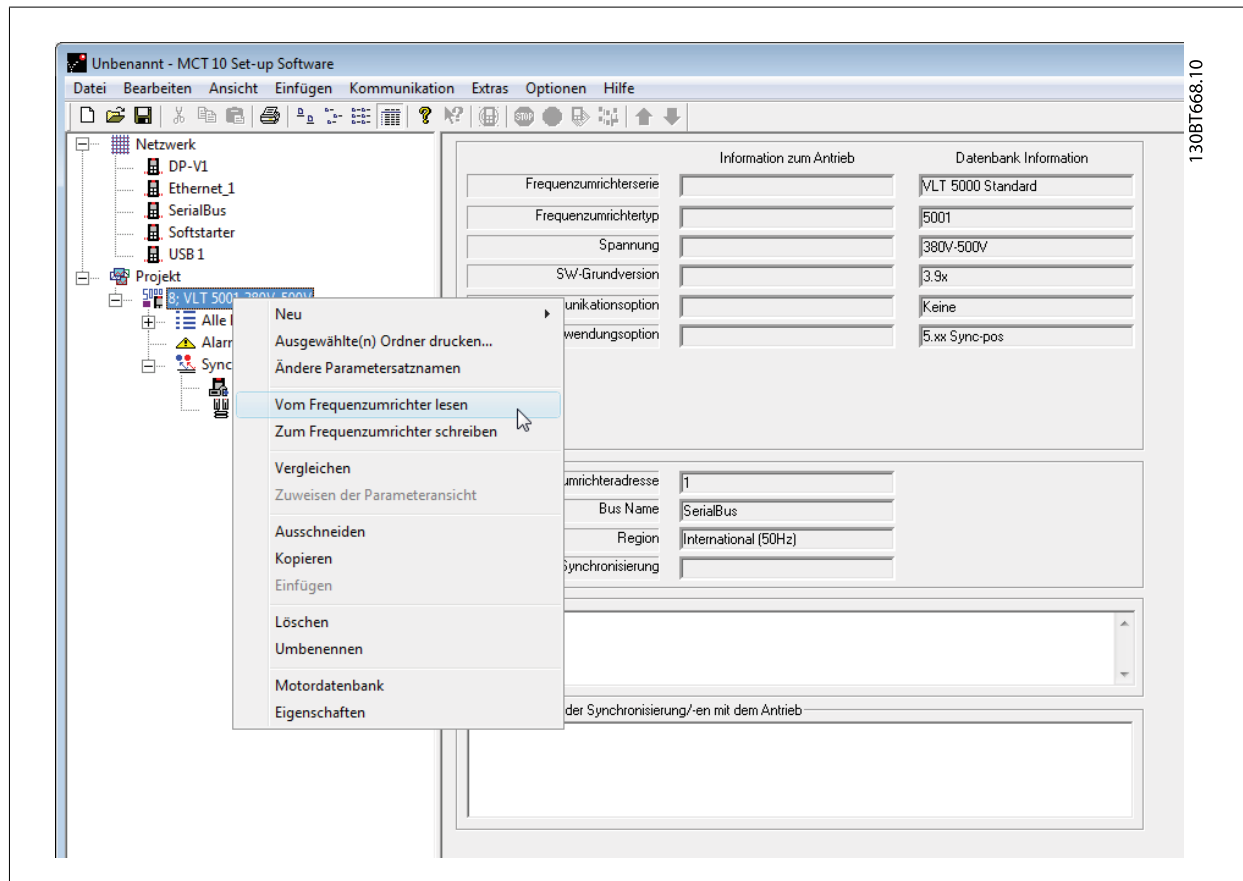 Unbenannt - MCT 10 Set-up Software
Datei Bearbeiten Ansicht Einfügen Kommunikation Extras Optionen Hilfe
STOP
Netzwerk
DP-V1
Ethernet_1
SerialBus
Softstarter
USB 1
Projekt
8; VLT 5001 380V-500V
Alle
Alarr
Sync
Neu
Ausgewählte(n) Ordner drucken...
Ändere Parametersatznamen
Vom Frequenzumrichter lesen
Zum Frequenzumrichter schreiben
Vergleichen
Zuweisen der Parameteransicht
Ausschneiden
Kopieren
Einfügen
Löschen
Umbenennen
Motordatenbank
Eigenschaften
Information zum Antrieb Datenbank Information
Frequenzumrichterserie VLT 5000 Standard
Frequenzumrichtertyp 5001
Spannung 380V-500V
SW-Grundversion 3.9x
unikationsoption Keine
wendungsoption 5.xx Sync-pos
umrichteradresse 1
Bus Name SerialBus
Region International (50Hz)
Synchronisierung
der Synchronisierung/-en mit dem Antrieb
130BT668.10